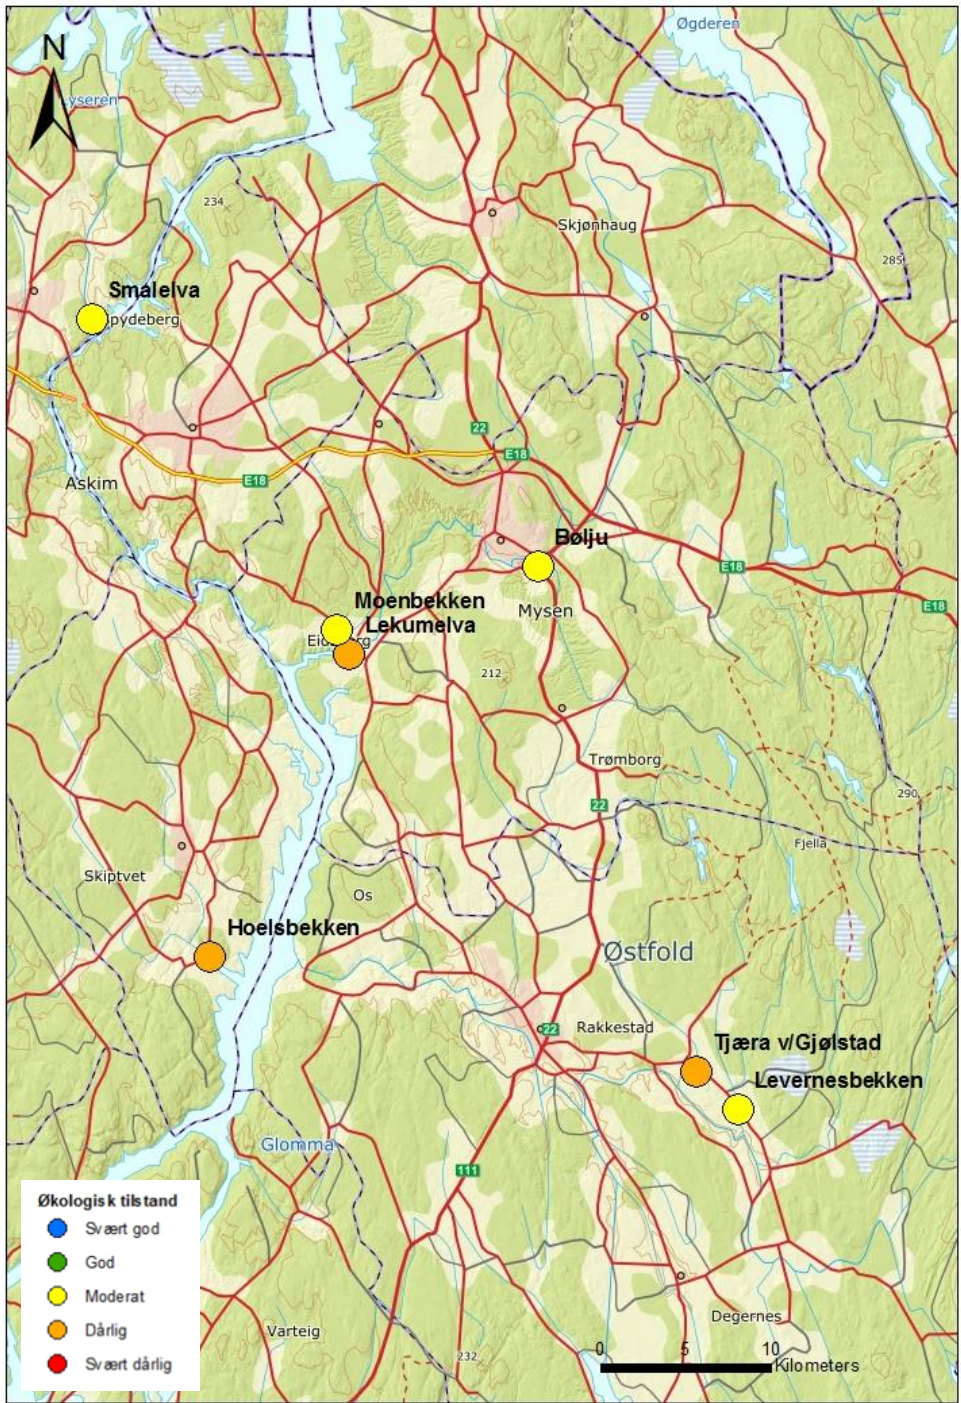 Øgderen
N
Lyseren
234
Skjønhaug
285
Smalelva
pydeberg
22
E18
E18
Askim
Bølju
E18
E18
Moenbekken
Mysen
Lekumelva
212
Trømborg
22
290
Fjella
Skiptvet
Os
Hoelsbekken
Østfold
22
Rakkestad
Tjæra v/Gjølstad
Levernesbekken
Glomma
111
Økologisk tilstand
Svært god
God
Moderat
Dårlig
Svært dårlig
Degernes
Varteig
232
0 5 10
Kilometers